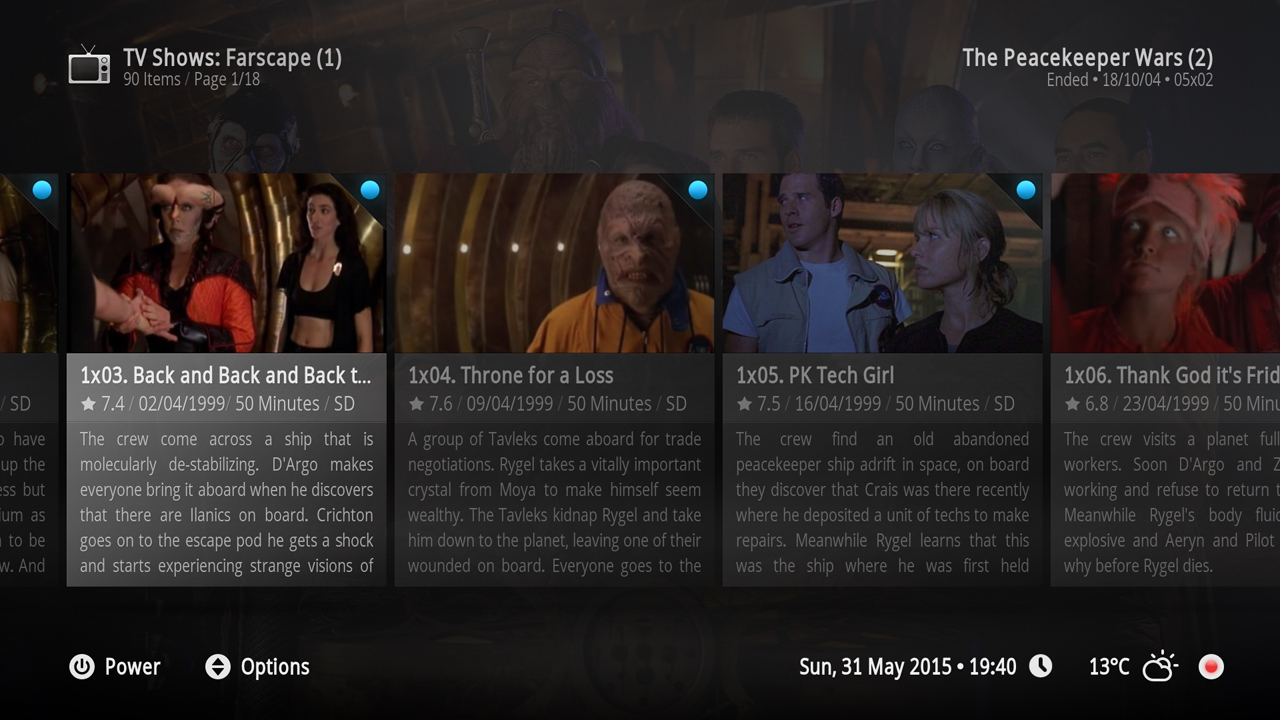 TV Shows: Farscape (1)
90 Items / Page 1/18
The Peacekeeper Wars (2)
Ended • 18/10/04 • 05x02
/ SD
have
up the
ess but
ium as
to be
w. And
1x03. Back and Back and Back t...
7.4 / 02/04/1999/ 50 Minutes / SD
The crew come across a ship that is
molecularly de-stabilizing. D'Argo makes
everyone bring it aboard when he discovers
that there are Ilanics on board. Crichton
goes on to the escape pod he gets a shock
and starts experiencing strange visions of
1x04. Throne for a Loss
7.6 / 09/04/1999 / 50 Minutes / SD
A group of Tavleks come aboard for trade
negotiations. Rygel takes a vitally important
crystal from Moya to make himself seem
wealthy. The Tavleks kidnap Rygel and take
him down to the planet, leaving one of their
wounded on board. Everyone goes to the
1x05. PK Tech Girl
7.5 / 16/04/1999 / 50 Minutes / SD
The crew find an old abandoned
peacekeeper ship adrift in space, on board
they discover that Crais was there recently
where he deposited a unit of techs to make
repairs. Meanwhile Rygel learns that this
was the ship where he was first held
1x06. Thank God it's Frid
6.8 / 23/04/1999 / 50 Minu
The crew visits a planet full
workers. Soon D'Argo and Z
working and refuse to return t
Meanwhile Rygel's body fluid
explosive and Aeryn and Pilot
why before Rygel dies.
Power
Options
Sun, 31 May 2015 • 19:40
13°C